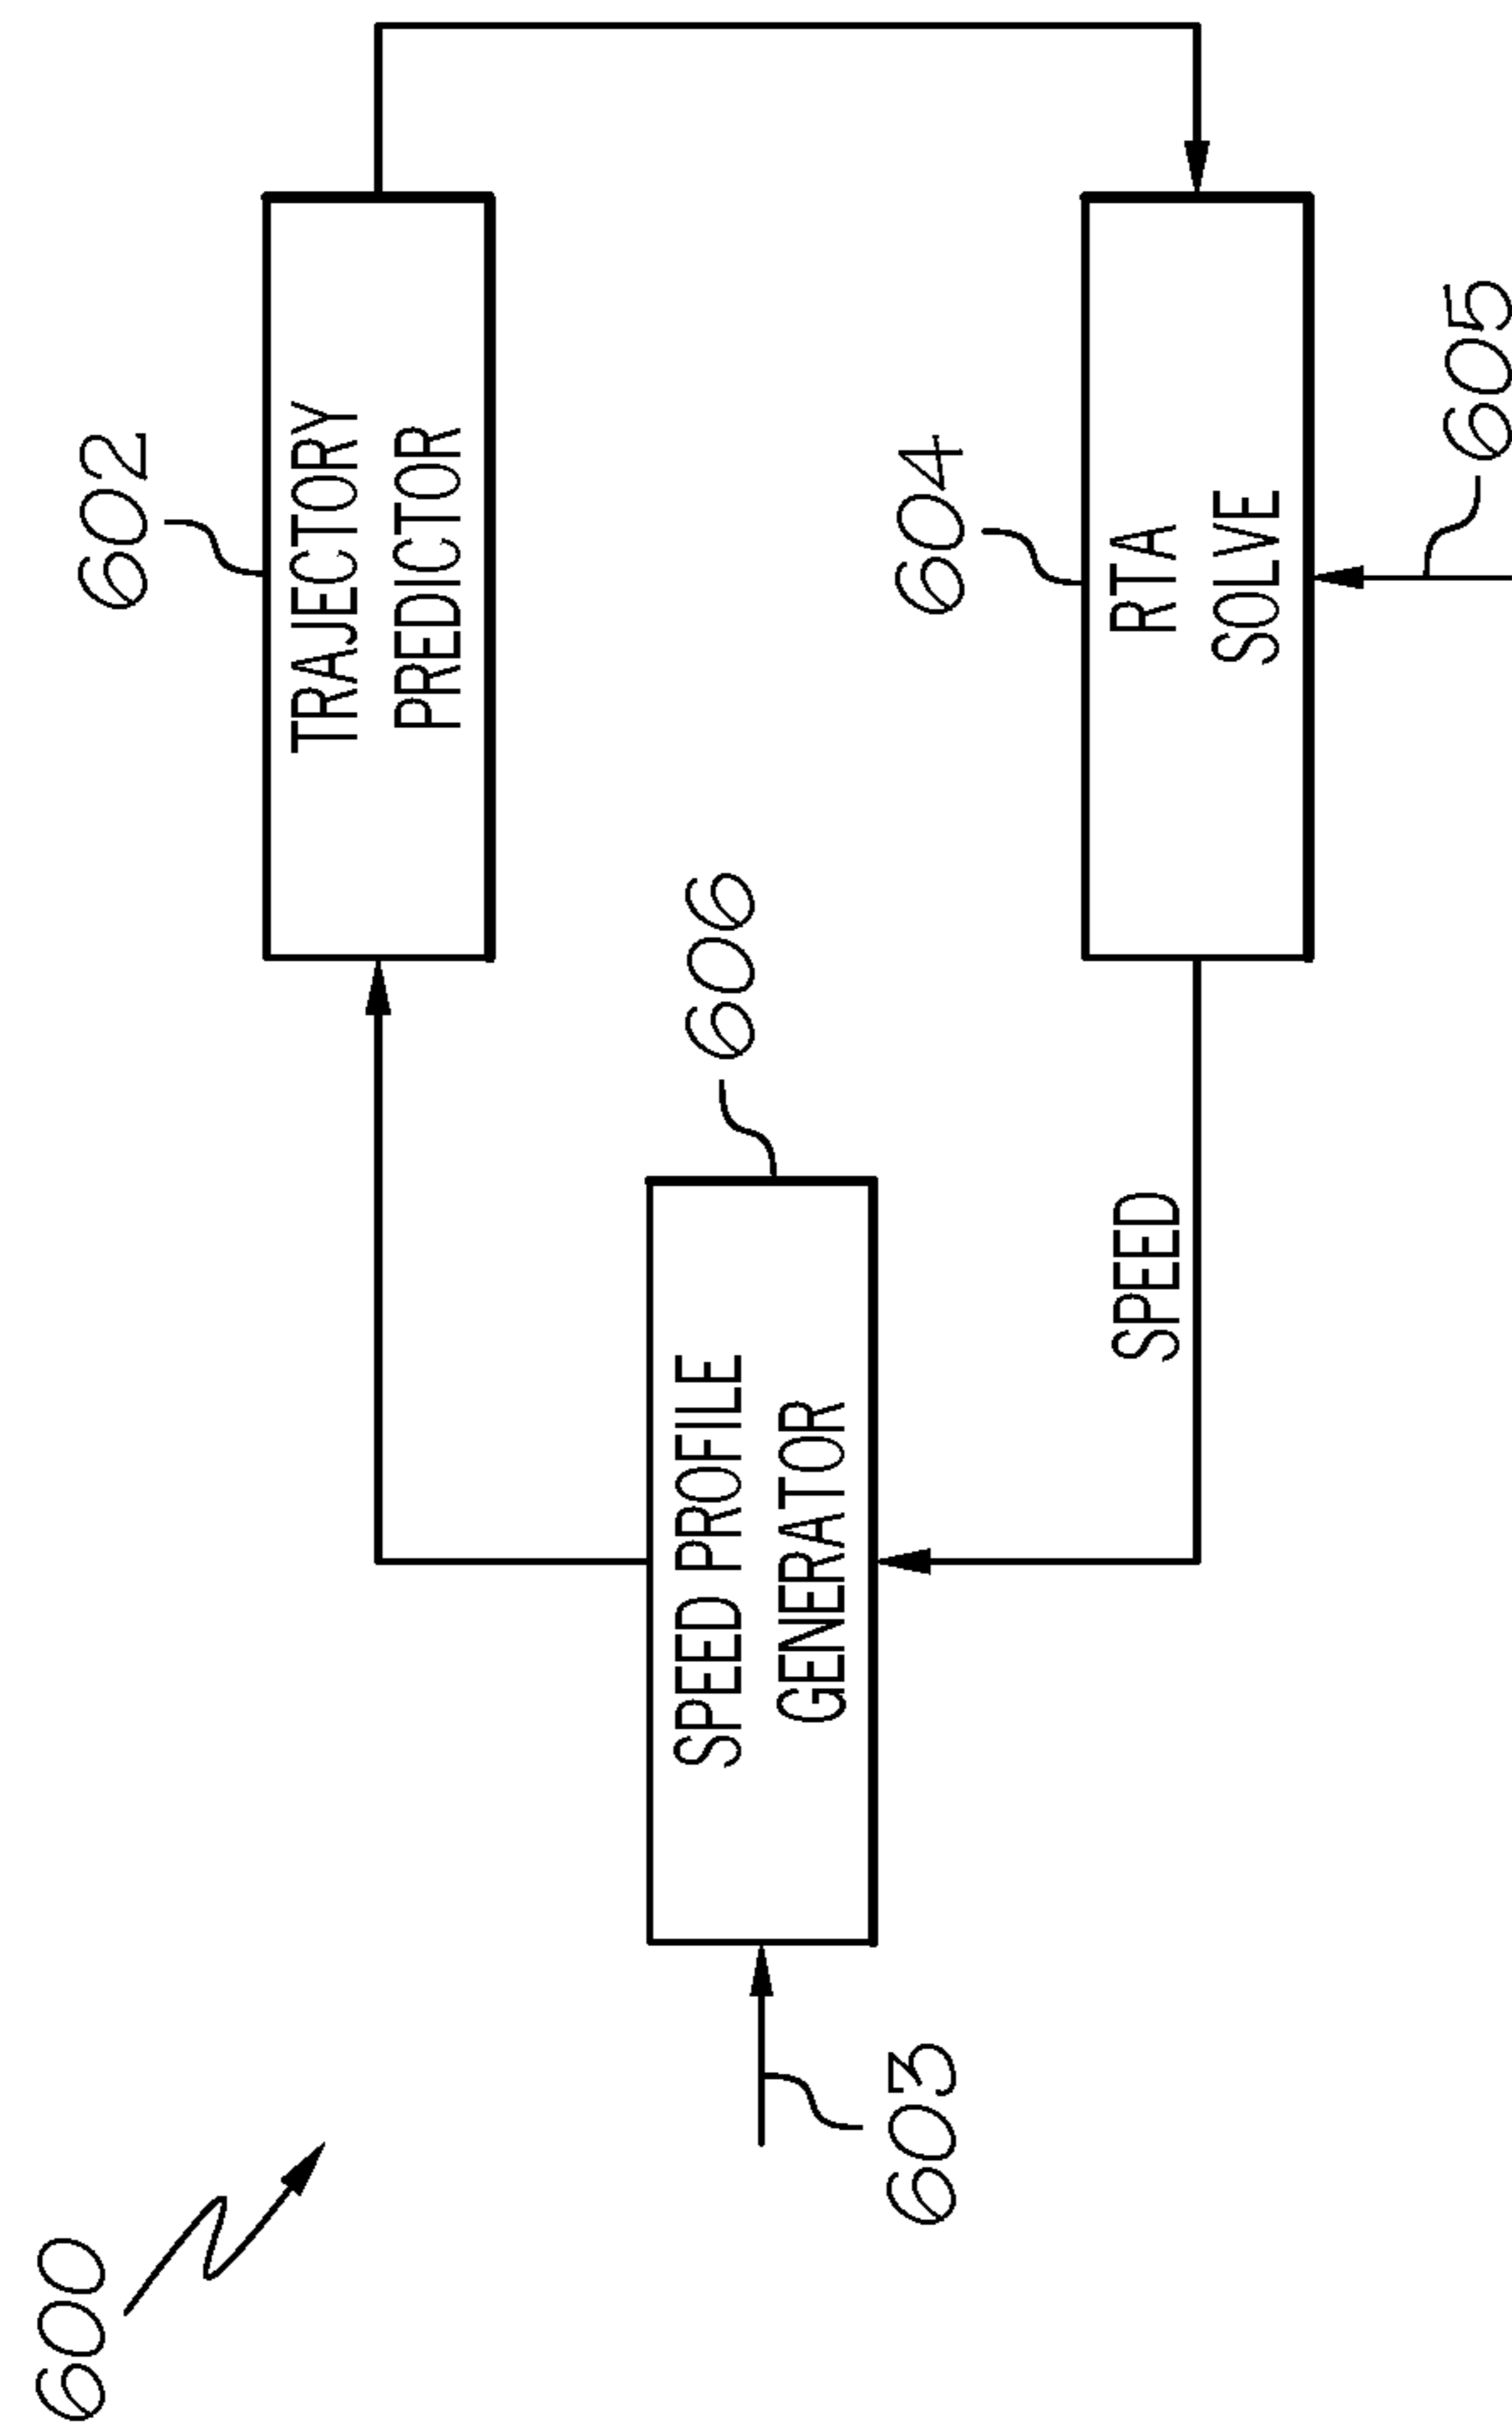 600
602
TRAJECTORY
PREDICTOR
603
SPEED PROFILE
GENERATOR
606
604
SPEED
RTA
SOLVE
605